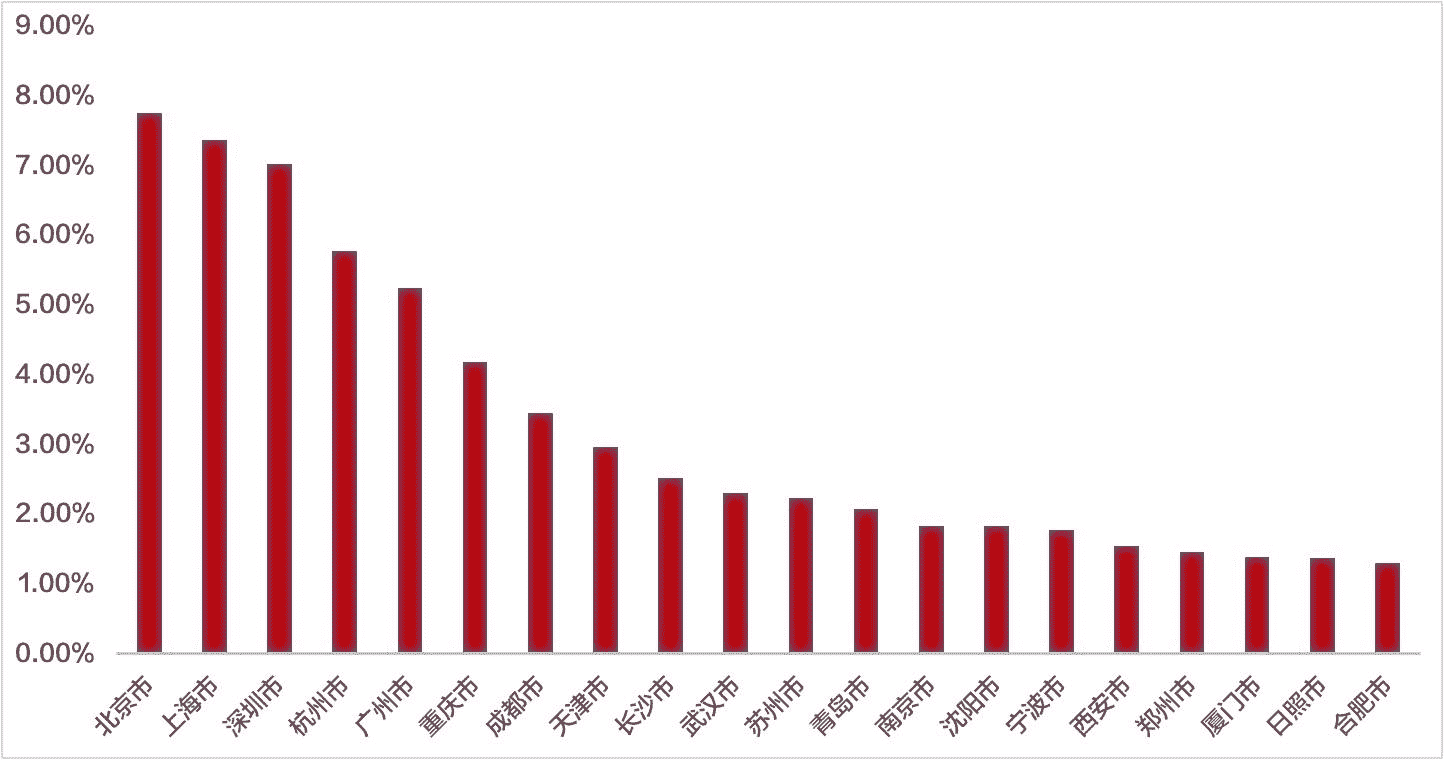 9.00%
8.00%
7.00%
6.00%
5.00%
4.00%
3.00%
2.00%
1.00%
0.00%
北京市
上海市
深圳市
杭州市
广州市
重庆市
成都市
天津市
长沙市
武汉市
苏州市
青岛市
南京市
沈阳市
宁波市
西安市
郑州市
厦门市
日照市
合肥市